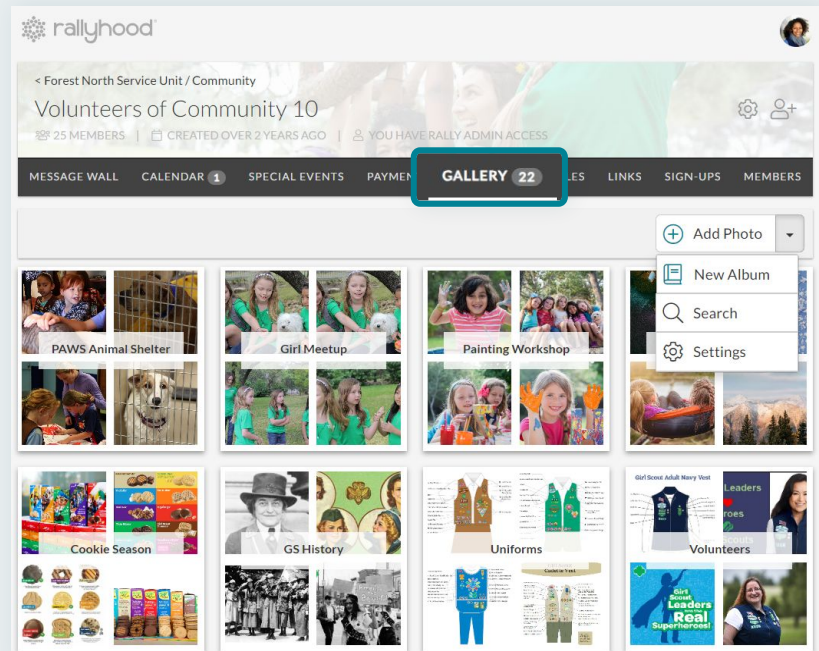 rallyhood
< Forest North Service Unit / Community
Volunteers of Community 10
25 MEMBERS | CREATED OVER 2 YEARS AGO | YOU HAVE RALLY ADMIN ACCESS
MESSAGE WALL CALENDAR 1 SPECIAL EVENTS PAYMEN GALLERY 22 LES LINKS SIGN-UPS MEMBERS
Add Photo
New Album
Search
Settings
PAWS Animal Shelter
Girl Meetup
Painting Workshop
Cookie Season
GS History
Uniforms
Girl Scout Adult Navy Vest
Leaders
Volunteers
Girl
Scout
Leaders
Real
Superheroes!